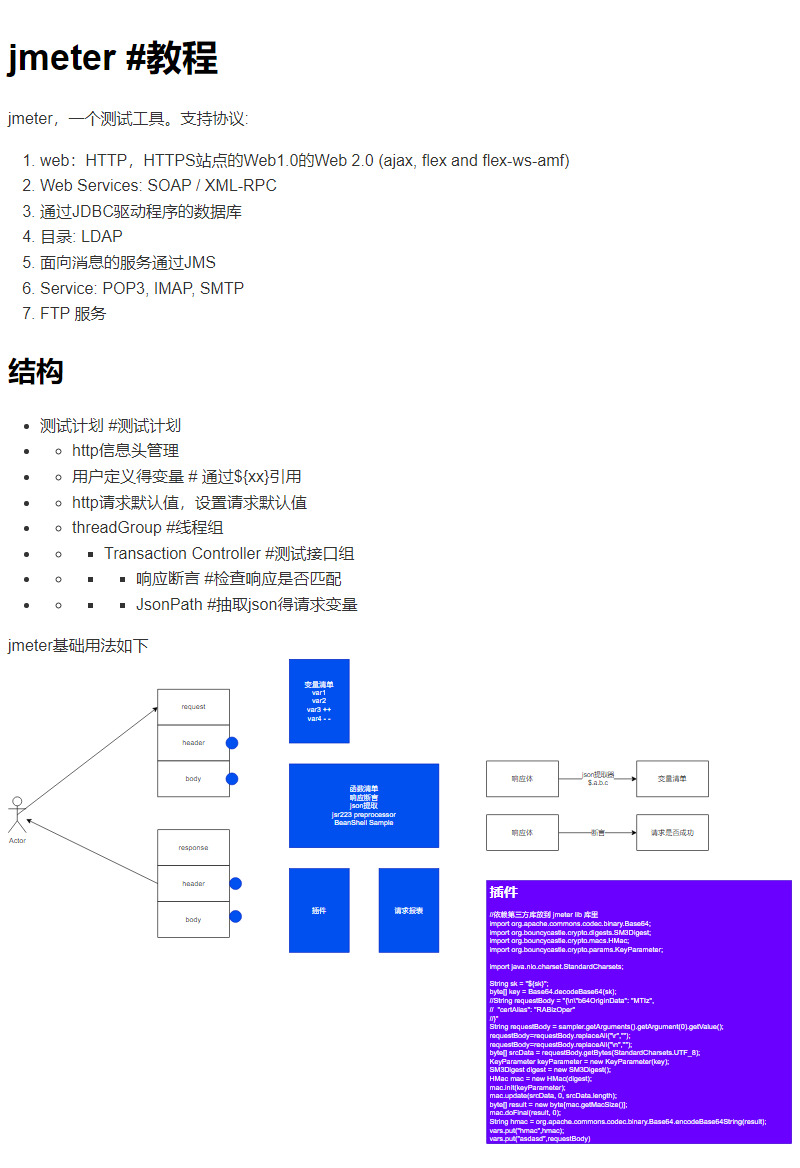 jmeter #教程
jmeter，一个测试工具。支持协议:
1. web：HTTP，HTTPS站点的Web1.0的Web 2.0 (ajax, flex and flex-ws-amf)
2. Web Services: SOAP / XML-RPC
3. 通过JDBC驱动程序的数据库
4. 目录: LDAP
5. 面向消息的服务通过JMS
6. Service: POP3, IMAP, SMTP
7. FTP 服务
结构
测试计划 #测试计划
http信息头管理
用户定义得变量 # 通过${xx}引用
http请求默认值，设置请求默认值
threadGroup #线程组
Transaction Controller #测试接口组
响应断言 #检查响应是否匹配
JsonPath #抽取json得请求变量
jmeter基础用法如下
request
header
body
Actor
response
header
body
变量清单
var1
var2
var3 ++
var4 - -
函数清单
响应断言
json提取
jsr223 preprocessor
BeanShell Sample
插件
请求报表
响应体
json提取器
$.a.b.c
变量清单
响应体
断言
请求是否成功
插件
//依赖第三方库放到 jmeter lib 库里
import org.apache.commons.codec.binary.Base64;
import org.bouncycastle.crypto.digests.SM3Digest;
import org.bouncycastle.crypto.macs.HMac;
import org.bouncycastle.crypto.params.KeyParameter;
import java.nio.charset.StandardCharsets;
String sk = "${sk}";
byte[] key = Base64.decodeBase64(sk);
//String requestBody = "{\n\"b64OriginData": "MTIz",
// "certAlias": "RABizOper"
//}"
String requestBody = sampler.getArguments().getArgument(0).getValue();
requestBody=requestBody.replaceAll("\r","");
requestBody=requestBody.replaceAll("\n","");
byte[] srcData = requestBody.getBytes(StandardCharsets.UTF_8);
KeyParameter keyParameter = new KeyParameter(key);
SM3Digest digest = new SM3Digest();
HMac mac = new HMac(digest);
mac.init(keyParameter);
mac.update(srcData, 0, srcData.length);
byte[] result = new byte[mac.getMacSize()];
mac.doFinal(result, 0);
String hmac = org.apache.commons.codec.binary.Base64.encodeBase64String(result);
vars.put("hmac",hmac);
vars.put("asdasd",requestBody)